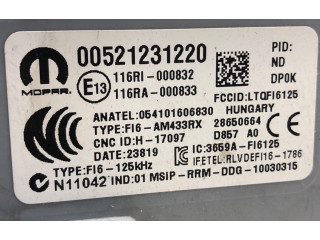 00521231220
PID:
ND
DP0K
MOPAR
E13
116RI-000832
116RA-000833
FCCID:LTQFI6125
HUNGARY
ANATEL:054101606830
28650664
TYPE:FI6-AM433RX
D857 A0 CE
CNC ID:H-17097
IC:3659A-FI6125
DATE:23819
IFETEL:RLVDEFI16-1786
TYPE:FI6-125kHz
N11042 IND:01 MSIP-RRM-DDG-10030315